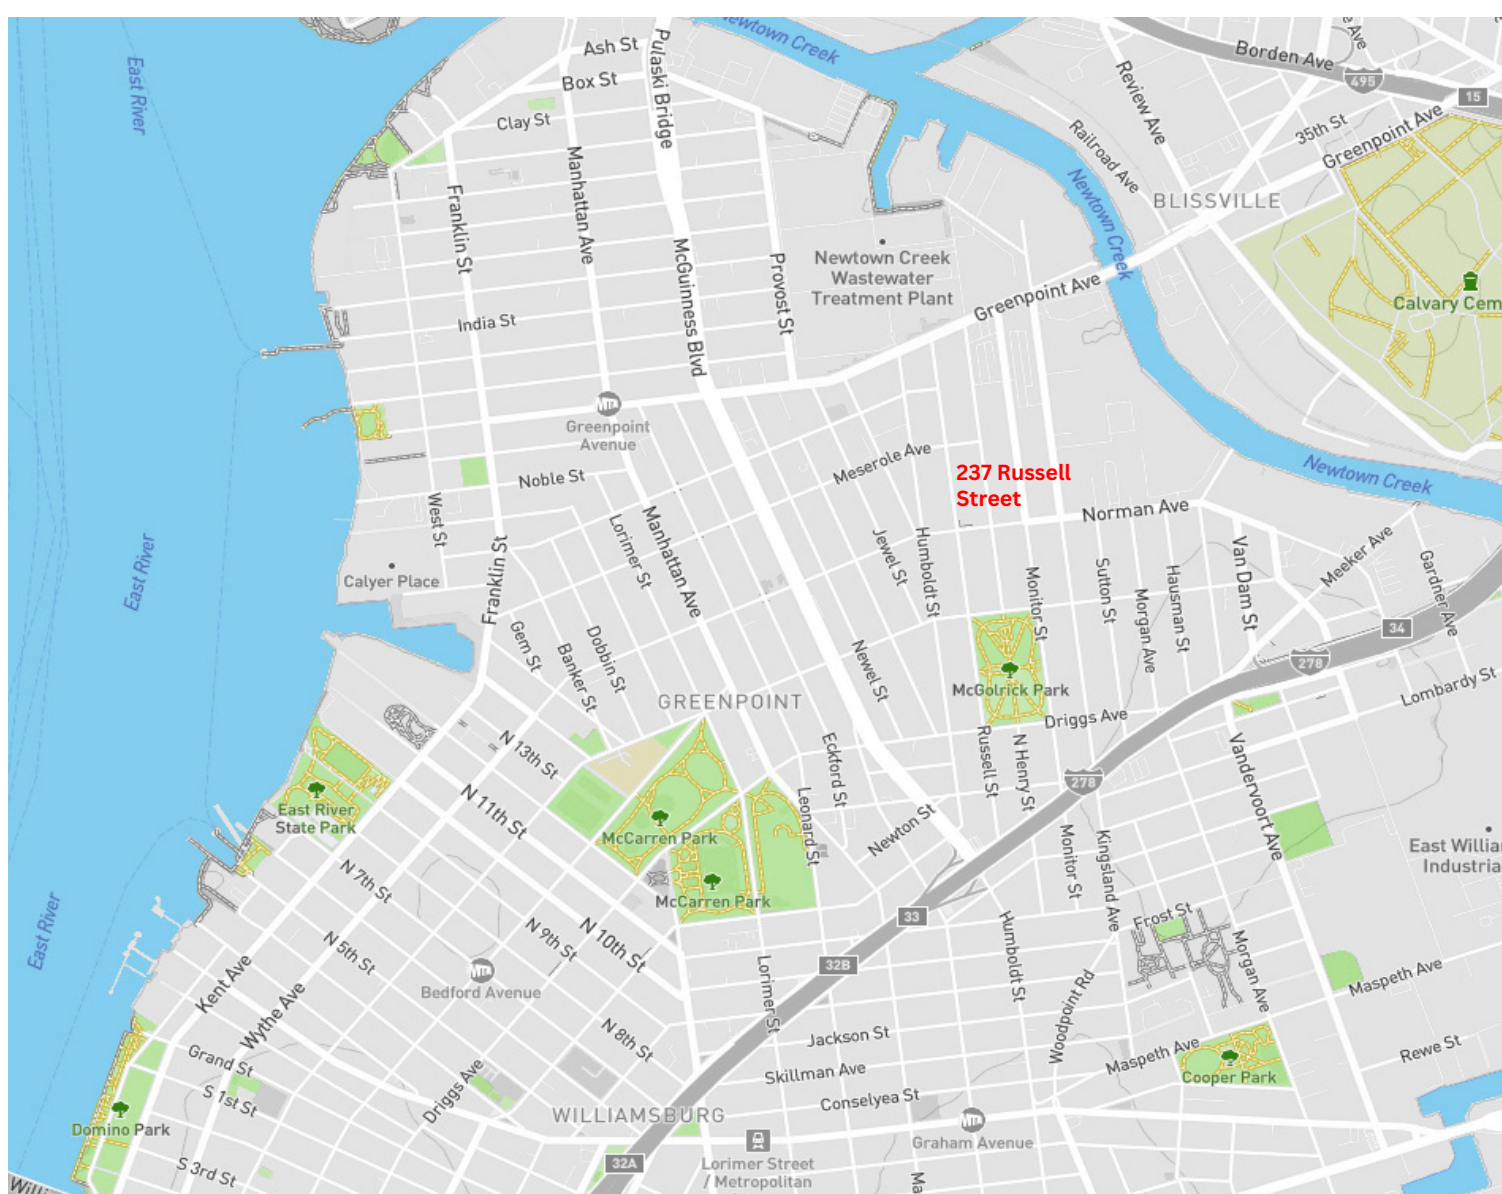 Newtown Creek
Ash St
Pulaski Bridge
Borden Ave
495
15
Box St
East River
Review Ave
Clay St
35th St
Greenpoint Ave
Railroad Ave
Manhattan Ave
Franklin St
Newtown Creek
BLISSVILLE
McGuinness Blvd
Provost St
Newtown Creek
Wastewater
Treatment Plant
Greenpoint Ave
Calvary Cem
India St
Greenpoint
Avenue
Meserole Ave
237 Russell
Street
Newtown Creek
Noble St
West St
Lorimer St
Manhattan Ave
Norman Ave
Jewel St
Humboldt St
Van Dam St
Meeker Ave
Gardner Ave
East River
Calyer Place
Franklin St
Monitor St
Sutton St
Morgan Ave
Hausman St
34
278
Gem St
Dobbin St
Banker St
Newel St
McGolrick Park
Lombardy St
GREENPOINT
Driggs Ave
N 13th St
Eckford St
Russell St
N Henry St
278
Vandervoort Ave
East River
State Park
N 11th St
McCarren Park
Leonard St
Newton St
Monitor St
Kingsland Ave
East William
Industria
N 7th St
McCarren Park
33
Frost St
East River
N 5th St
N 9th St
N 10th St
Humboldt St
Morgan Ave
Kent Ave
Bedford Avenue
Lorimer St
32B
Maspeth Ave
Wythe Ave
N 8th St
Jackson St
Woodpoint Rd
Maspeth Ave
Rewe St
Grand St
Driggs Ave
Skillman Ave
Cooper Park
S 1st St
Conselyea St
Domino Park
WILLIAMSBURG
Graham Avenue
S 3rd St
32A
Lorimer Street
/ Metropolitan